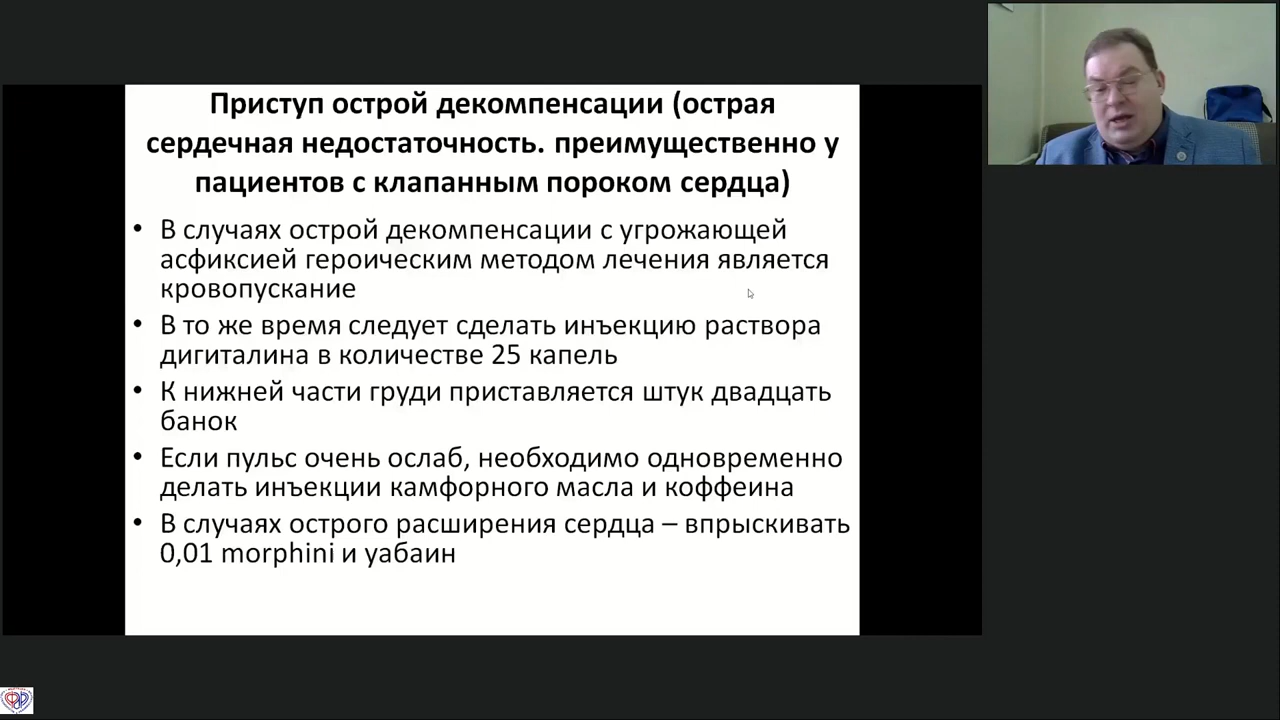 Приступ острой декомпенсации (острая
сердечная недостаточность. преимущественно у
пациентов с клапанным пороком сердца)
• В случаях острой декомпенсации с угрожающей
асфиксией героическим методом лечения является
кровопускание
• В то же время следует сделать инъекцию раствора
дигиталина в количестве 25 капель
• К нижней части груди приставляется штук двадцать
банок
• Если пульс очень ослаб, необходимо одновременно
делать инъекции камфорного масла и коффеина
• В случаях острого расширения сердца – впрыскивать
0,01 morphini и уабаин